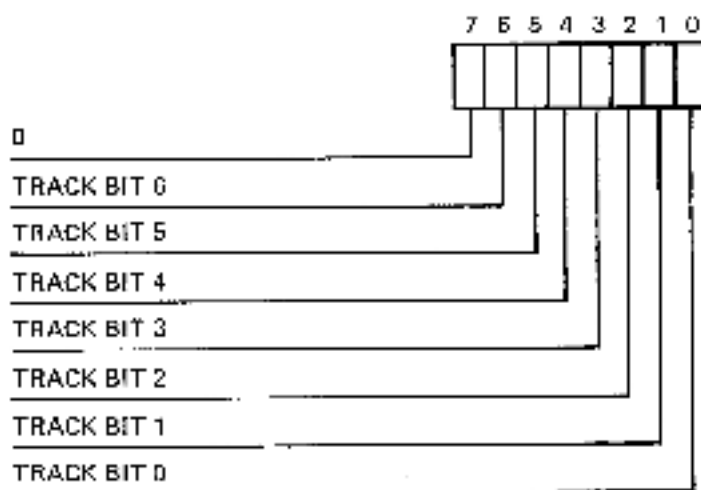 7 6 5 4 3 2 1 0
0
TRACK BIT 6
TRACK BIT 5
TRACK BIT 4
TRACK BIT 3
TRACK BIT 2
TRACK BIT 1
TRACK BIT 0